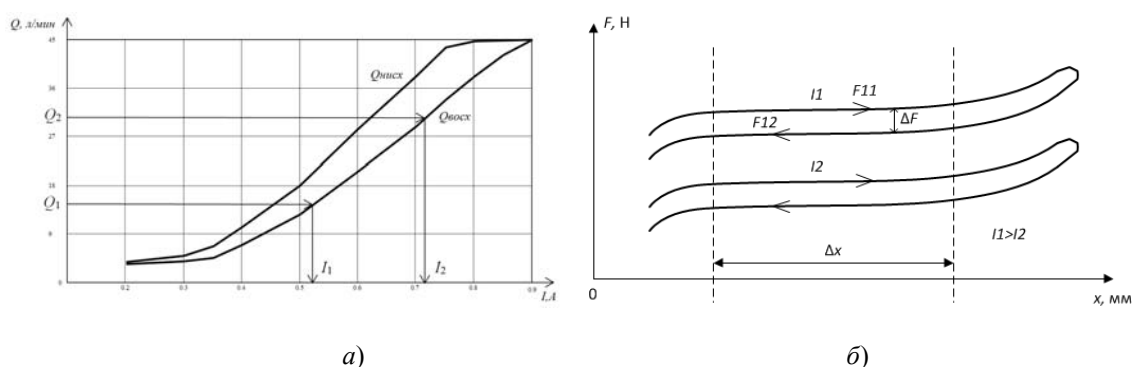 Q, л/мин
45
Qнисх
36
Q2
Qвосх
27
18
Q1
9
I1
I2
0
0.2
0.3
0.4
0.5
0.6
0.7
0.8
0.9
I,A
а)
F, Н
I1
F11
F12
ΔF
I2
I1>I2
Δx
0
x, мм
б)